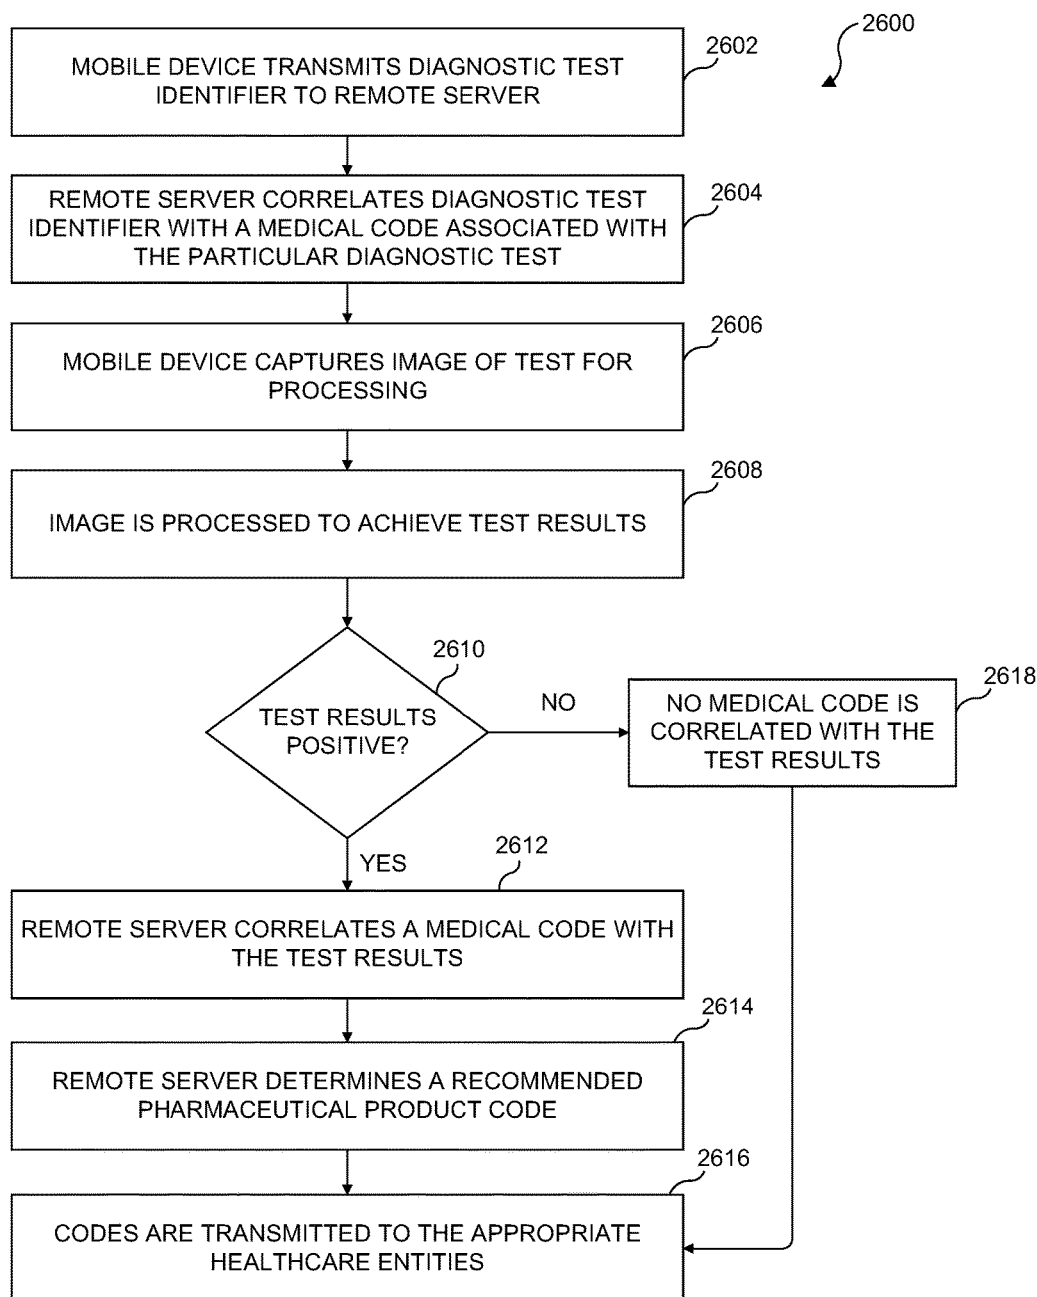 2600
2602
MOBILE DEVICE TRANSMITS DIAGNOSTIC TEST
IDENTIFIER TO REMOTE SERVER
2604
REMOTE SERVER CORRELATES DIAGNOSTIC TEST
IDENTIFIER WITH A MEDICAL CODE ASSOCIATED WITH
THE PARTICULAR DIAGNOSTIC TEST
2606
MOBILE DEVICE CAPTURES IMAGE OF TEST FOR
PROCESSING
2608
IMAGE IS PROCESSED TO ACHIEVE TEST RESULTS
2610
TEST RESULTS
POSITIVE?
NO
2618
NO MEDICAL CODE IS
CORRELATED WITH THE
TEST RESULTS
YES
2612
REMOTE SERVER CORRELATES A MEDICAL CODE WITH
THE TEST RESULTS
2614
REMOTE SERVER DETERMINES A RECOMMENDED
PHARMACEUTICAL PRODUCT CODE
2616
CODES ARE TRANSMITTED TO THE APPROPRIATE
HEALTHCARE ENTITIES